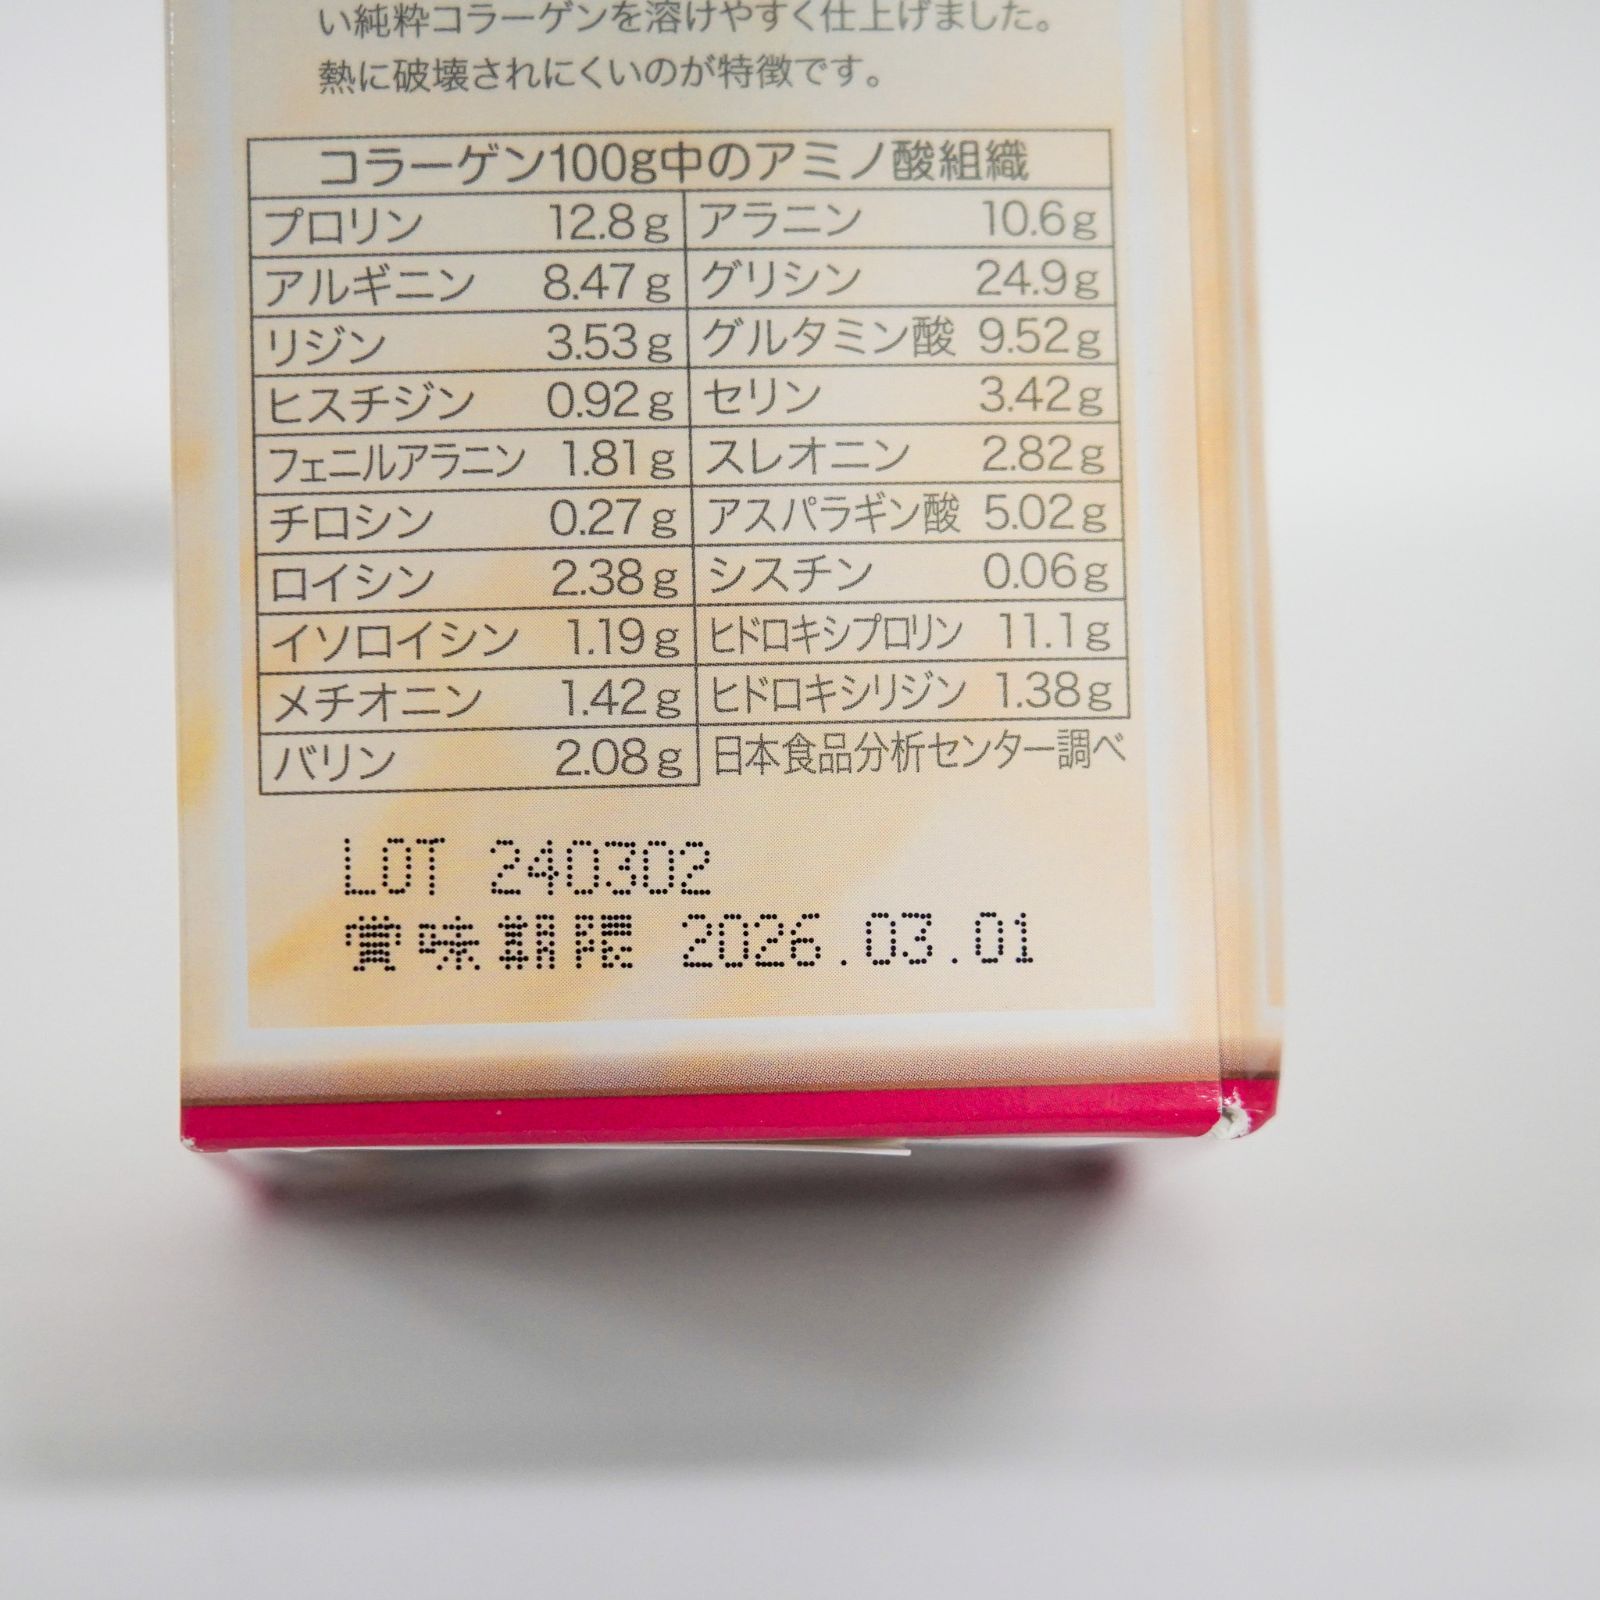 い純粋コラーゲンを溶けやすく仕上げました。
熱に破壊されにくいのが特徴です。
コラーゲン100g中のアミノ酸組織
プロリン 12.8g アラニン 10.6g
アルギニン 8.47g グリシン 24.9g
リジン 3.53g グルタミン酸 9.52g
ヒスチジン 0.92g セリン 3.42g
フェニルアラニン 1.81g スレオニン 2.82g
チロシン 0.27g アスパラギン酸 5.02g
ロイシン 2.38g シスチン 0.06g
イソロイシン 1.19g ヒドロキシプロリン 11.1g
メチオニン 1.42g ヒドロキシリジン 1.38g
バリン 2.08g 日本食品分析センター調べ
LOT 240302
賞味期限 2026.03.01